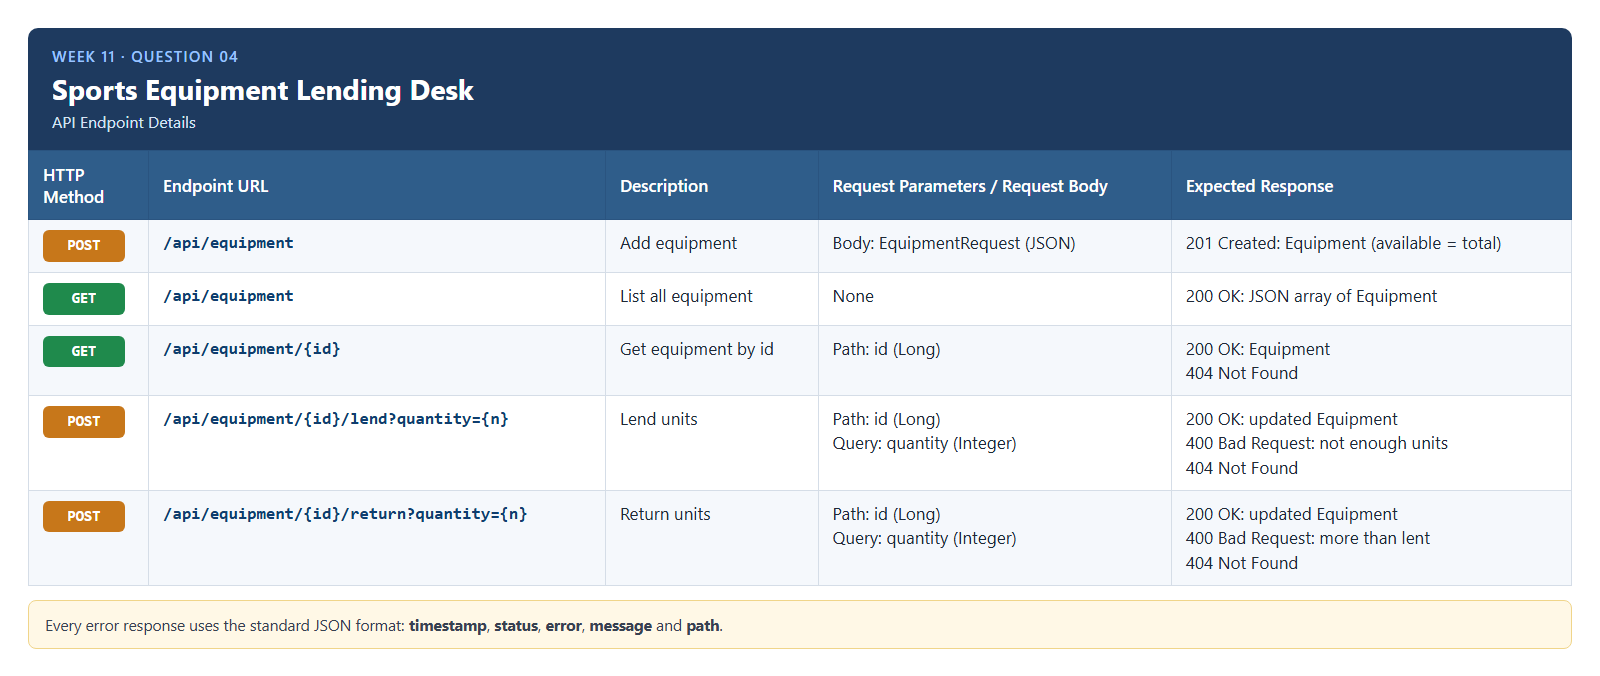 WEEK 11 · QUESTION 04
Sports Equipment Lending Desk
API Endpoint Details
HTTP Method
Endpoint URL
Description
Request Parameters / Request Body
Expected Response
POST
/api/equipment
Add equipment
Body: EquipmentRequest (JSON)
201 Created: Equipment (available = total)
GET
/api/equipment
List all equipment
None
200 OK: JSON array of Equipment
GET
/api/equipment/{id}
Get equipment by id
Path: id (Long)
200 OK: Equipment
404 Not Found
POST
/api/equipment/{id}/lend?quantity={n}
Lend units
Path: id (Long)
Query: quantity (Integer)
200 OK: updated Equipment
400 Bad Request: not enough units
404 Not Found
POST
/api/equipment/{id}/return?quantity={n}
Return units
Path: id (Long)
Query: quantity (Integer)
200 OK: updated Equipment
400 Bad Request: more than lent
404 Not Found
Every error response uses the standard JSON format: timestamp, status, error, message and path.